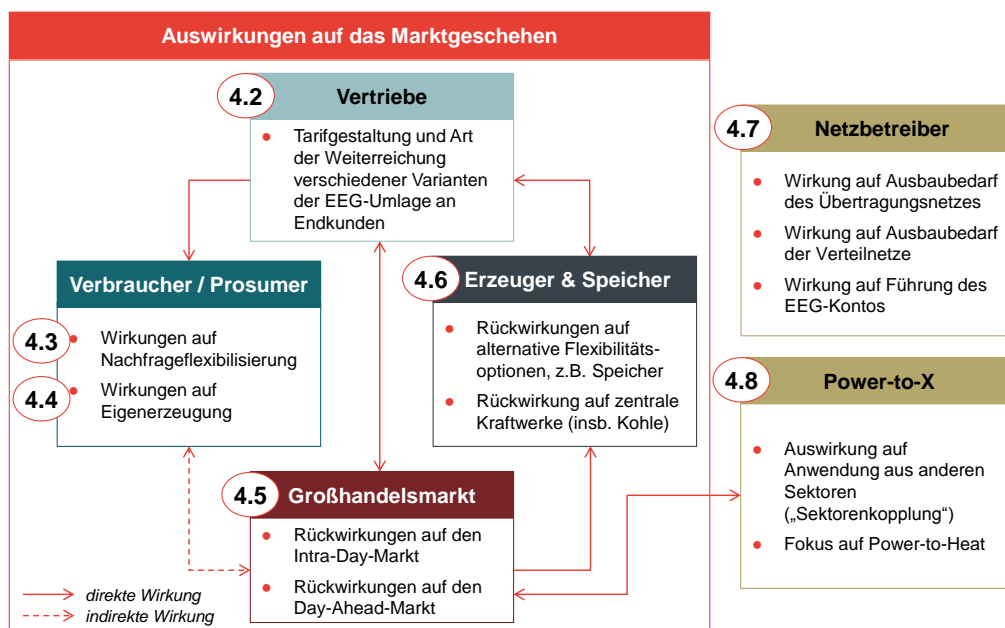 Auswirkungen auf das Marktgeschehen
4.2
Vertriebe
Tarifgestaltung und Art
der Weiterreichung
verschiedener Varianten
der EEG-Umlage an
Endkunden
Verbraucher / Prosumer
4.3
Wirkungen auf
Nachfrageflexibilisierung
4.4
Wirkungen auf
Eigenerzeugung
4.6
Erzeuger & Speicher
Rückwirkungen auf
alternative Flexibilitäts-
optionen, z.B. Speicher
Rückwirkung auf zentrale
Kraftwerke (insb. Kohle)
4.5
Großhandelsmarkt
Rückwirkungen auf den
Intra-Day-Markt
Rückwirkungen auf den
Day-Ahead-Markt
direkte Wirkung
indirekte Wirkung
4.7
Netzbetreiber
Wirkung auf Ausbaubedarf
des Übertragungsnetzes
Wirkung auf Ausbaubedarf
der Verteilnetze
Wirkung auf Führung des
EEG-Kontos
4.8
Power-to-X
Auswirkung auf
Anwendung aus anderen
Sektoren
(„Sektorenkopplung“)
Fokus auf Power-to-Heat